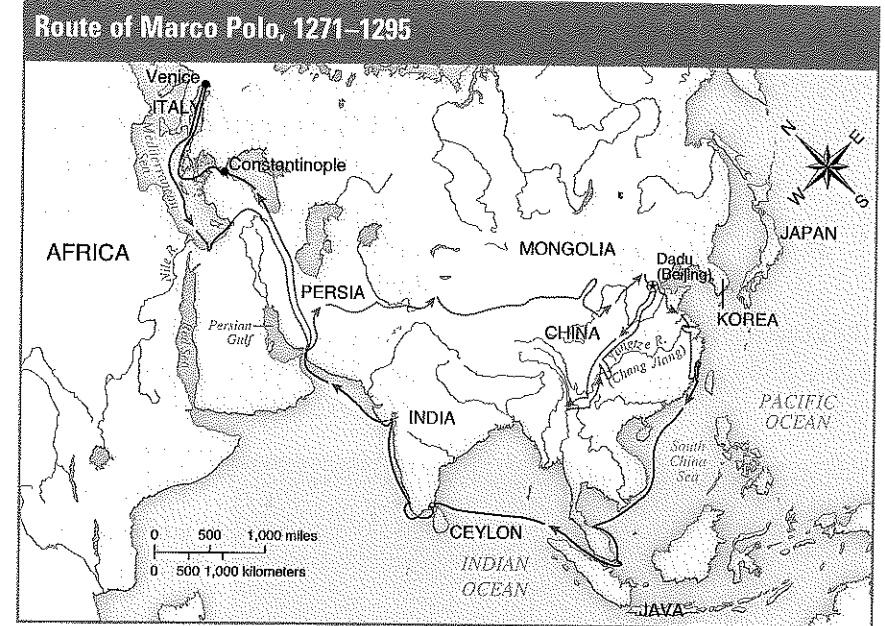 Route of Marco Polo, 1271–1295
Venice
ITALY
Mediterranean
Sea
Constantinople
AFRICA
Nile R.
PERSIA
Persian
Gulf
MONGOLIA
Dadu
(Beijing)
N
E
W
S
JAPAN
KOREA
CHINA
Yangtze R.
(Chang Jiang)
INDIA
PACIFIC
OCEAN
South
China
Sea
CEYLON
INDIAN
OCEAN
JAVA
0 500 1,000 miles
0 500 1,000 kilometers